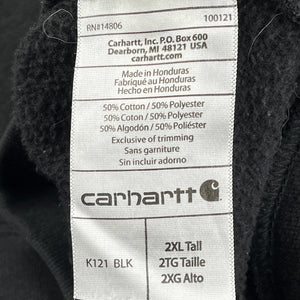 RN#14806 100121
Carhartt, Inc. P.O. Box 600
Dearborn, MI 48121 USA
carhartt.com
Made in Honduras
Fabriqué au Honduras
Hecho en Honduras
50% Cotton / 50% Polyester
50% Coton / 50% Polyester
50% Algodón / 50% Poliéster
Exclusive of trimming
Sans garniture
Sin incluir adorno
carhartt
K121 BLK
2XL Tall
2TG Taille
2XG Alto